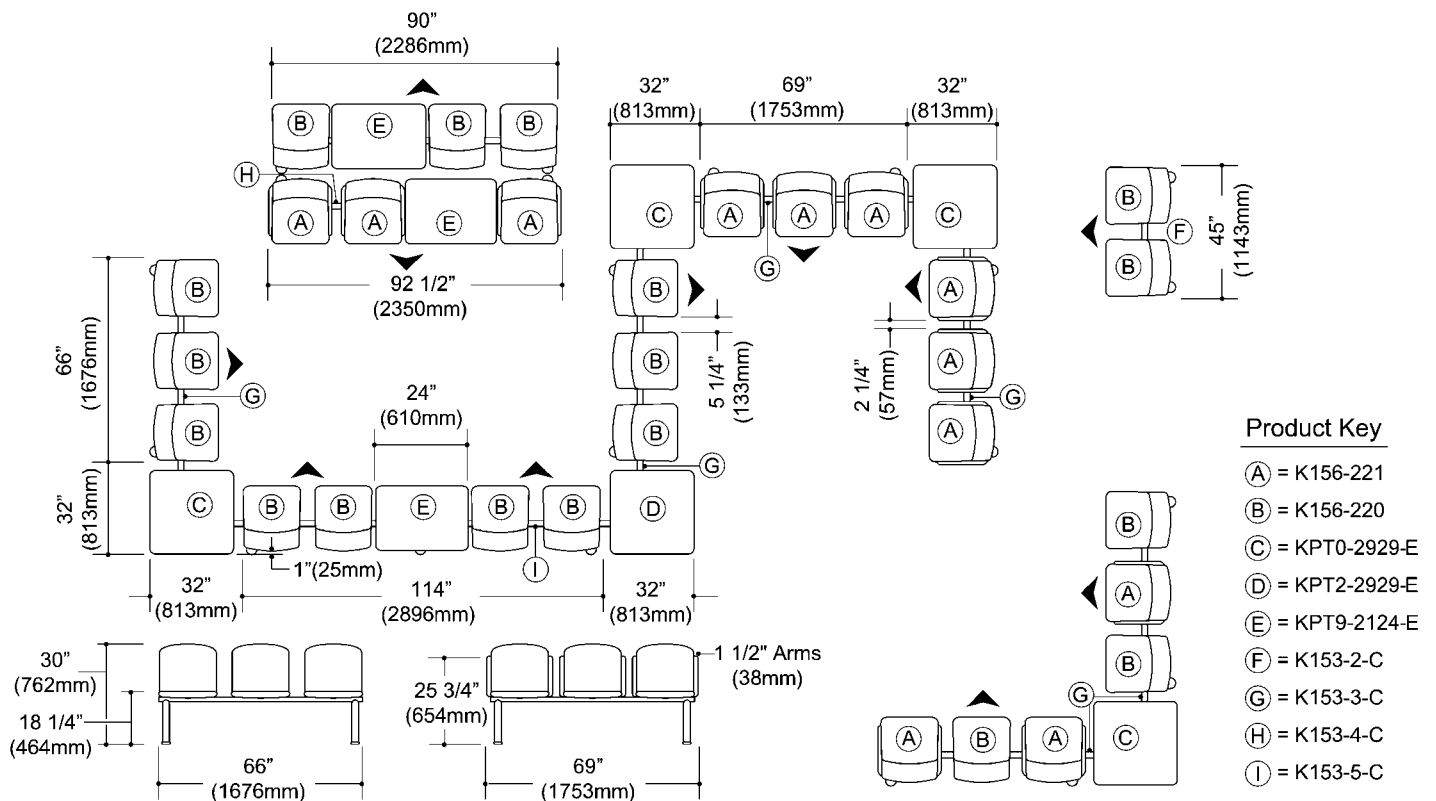 90”
(2286mm)
B
E
B
B
H
A
A
E
A
92 1/2”
(2350mm)
32”
(813mm)
69”
(1753mm)
32”
(813mm)
C
A
A
A
C
G
B
B
B
5 1/4”
(133mm)
2 1/4”
(57mm)
A
A
A
G
G
B
F
B
45”
(1143mm)
66”
(1676mm)
B
B
G
B
32”
(813mm)
24”
(610mm)
C
B
B
E
B
B
D
1”(25mm)
I
32”
(813mm)
114”
(2896mm)
32”
(813mm)
30”
(762mm)
18 1/4”
(464mm)
66”
(1676mm)
25 3/4”
(654mm)
1 1/2" Arms
(38mm)
69”
(1753mm)
B
A
B
G
A
B
A
C
Product Key
A = K156-221
B = K156-220
C = KPT0-2929-E
D = KPT2-2929-E
E = KPT9-2124-E
F = K153-2-C
G = K153-3-C
H = K153-4-C
I = K153-5-C